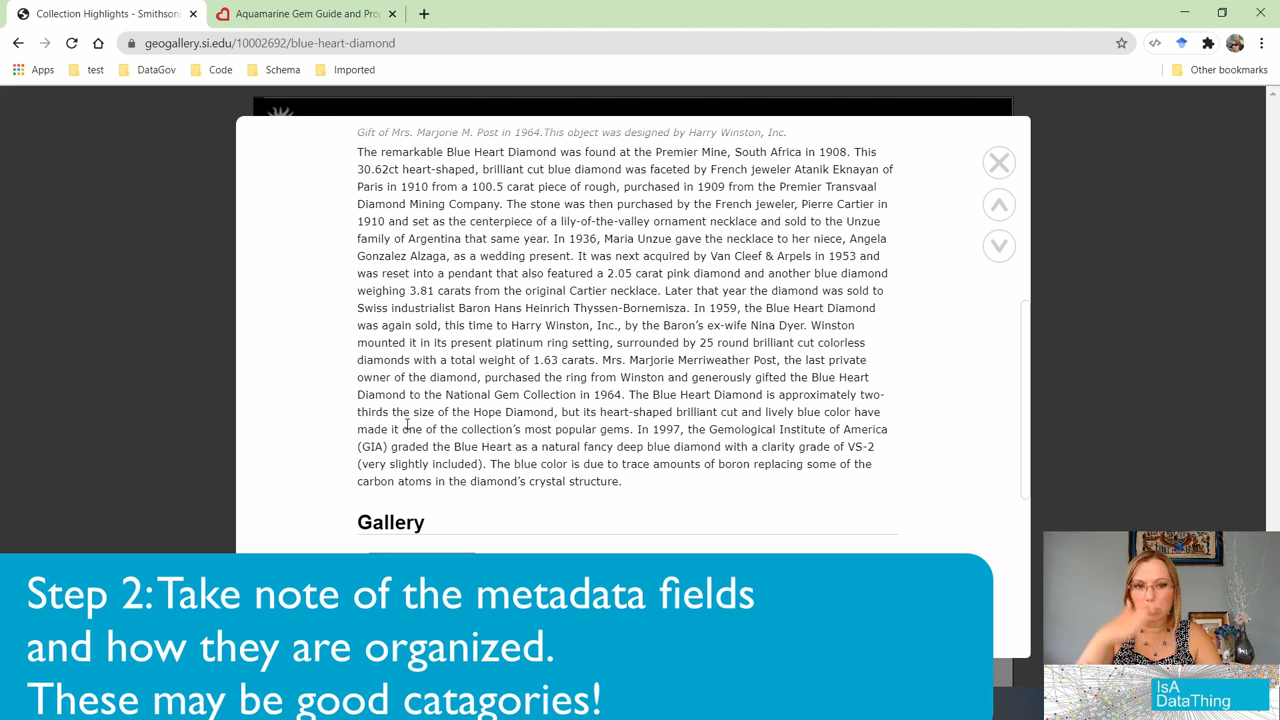 Collection Highlights - Smithsoni
Aquamarine Gem Guide and Prop
geogallery.si.edu/10002692/blue-heart-diamond
Apps test DataGov Code Schema Imported Other bookmarks
Gift of Mrs. Marjorie M. Post in 1964.This object was designed by Harry Winston, Inc.
The remarkable Blue Heart Diamond was found at the Premier Mine, South Africa in 1908. This
30.62ct heart-shaped, brilliant cut blue diamond was faceted by French jeweler Atanik Eknayan of
Paris in 1910 from a 100.5 carat piece of rough, purchased in 1909 from the Premier Transvaal
Diamond Mining Company. The stone was then purchased by the French jeweler, Pierre Cartier in
1910 and set as the centerpiece of a lily-of-the-valley ornament necklace and sold to the Unzue
family of Argentina that same year. In 1936, Maria Unzue gave the necklace to her niece, Angela
Gonzalez Alzaga, as a wedding present. It was next acquired by Van Cleef & Arpels in 1953 and
was reset into a pendant that also featured a 2.05 carat pink diamond and another blue diamond
weighing 3.81 carats from the original Cartier necklace. Later that year the diamond was sold to
Swiss industrialist Baron Hans Heinrich Thyssen-Bornemisza. In 1959, the Blue Heart Diamond
was again sold, this time to Harry Winston, Inc., by the Baron’s ex-wife Nina Dyer. Winston
mounted it in its present platinum ring setting, surrounded by 25 round brilliant cut colorless
diamonds with a total weight of 1.63 carats. Mrs. Marjorie Merriweather Post, the last private
owner of the diamond, purchased the ring from Winston and generously gifted the Blue Heart
Diamond to the National Gem Collection in 1964. The Blue Heart Diamond is approximately two-
thirds the size of the Hope Diamond, but its heart-shaped brilliant cut and lively blue color have
made it one of the collection’s most popular gems. In 1997, the Gemological Institute of America
(GIA) graded the Blue Heart as a natural fancy deep blue diamond with a clarity grade of VS-2
(very slightly included). The blue color is due to trace amounts of boron replacing some of the
carbon atoms in the diamond’s crystal structure.
Gallery
Step 2: Take note of the metadata fields
and how they are organized.
These may be good catagories!
IsA
DataThing